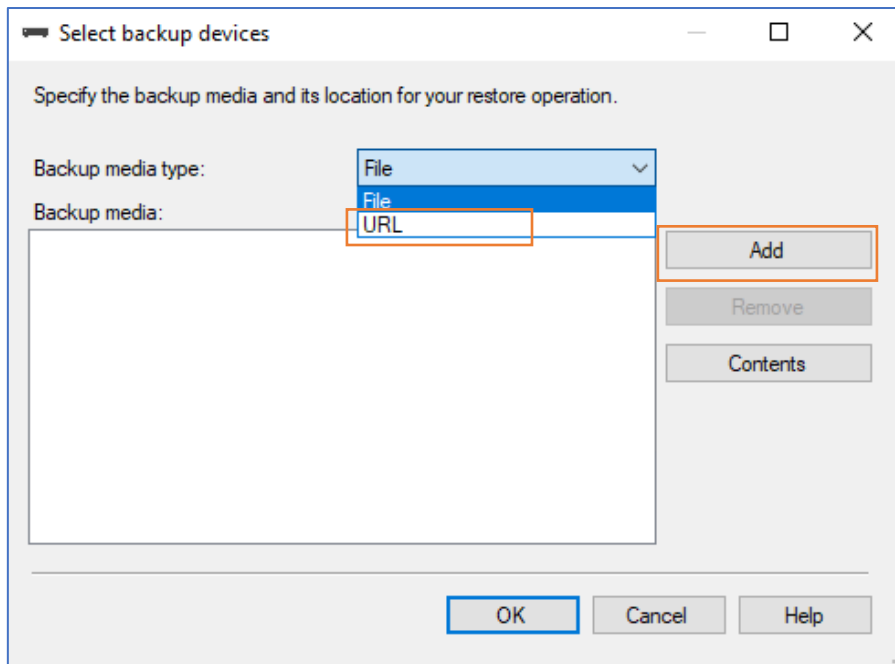 Select backup devices
Specify the backup media and its location for your restore operation.
Backup media type:
File
File
URL
Backup media:
Add
Remove
Contents
OK
Cancel
Help